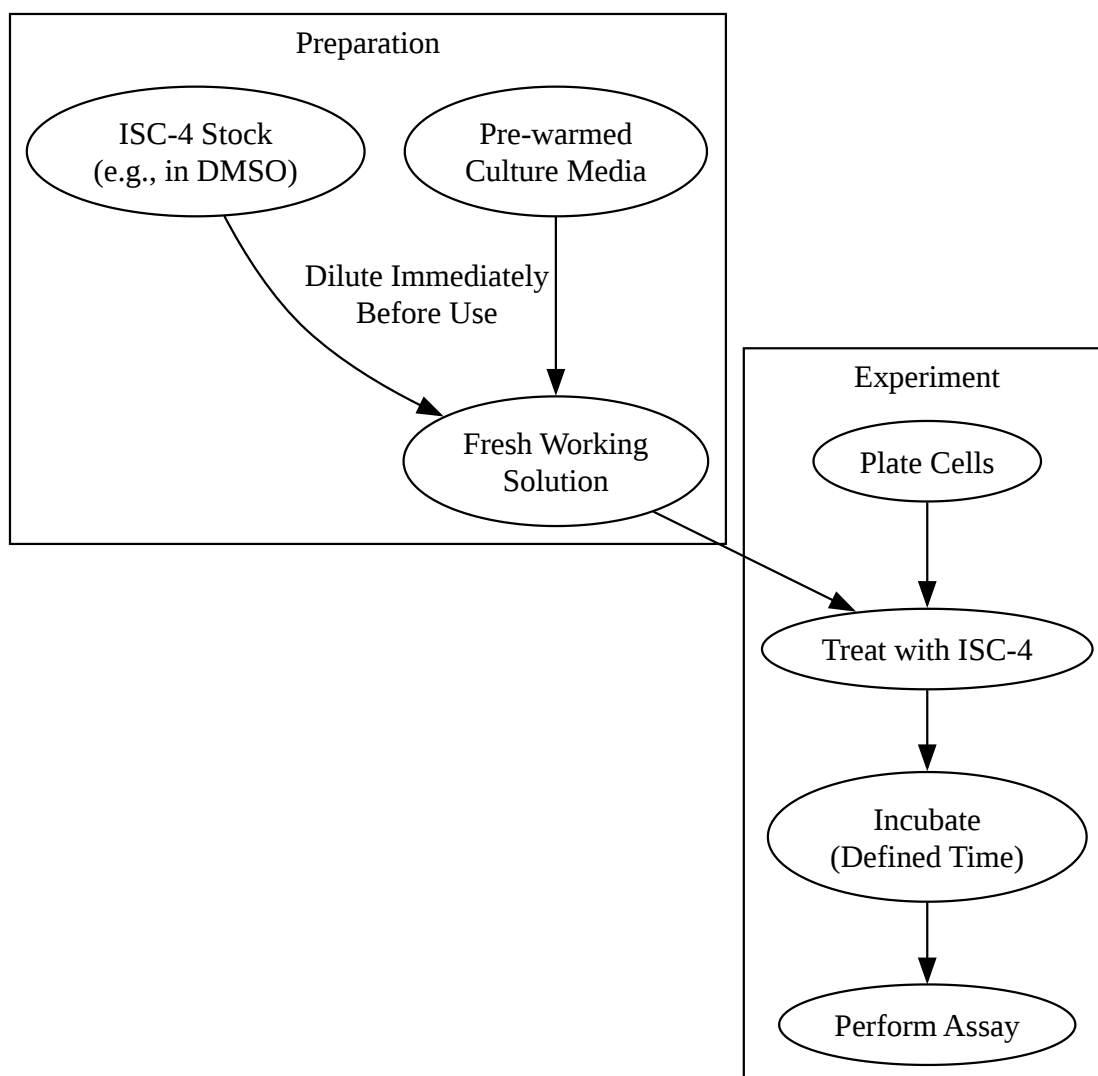 Preparation
ISC-4 Stock
(e.g., in DMSO)
Pre-warmed
Culture Media
Dilute Immediately
Before Use
Fresh Working
Solution
Experiment
Plate Cells
Treat with ISC-4
Incubate
(Defined Time)
Perform Assay